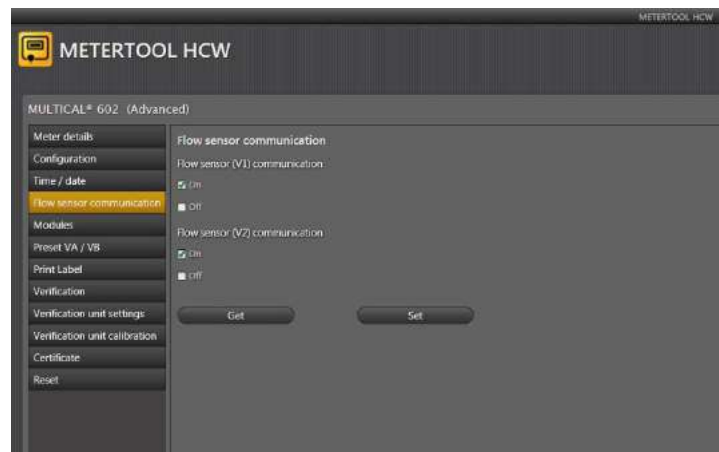 METERTOOL HCW
METERTOOL HCW
MULTICAL® 602 (Advanced)
Meter details
Configuration
Time / date
Flow sensor communication
Modules
Preset VA / VB
Print Label
Verification
Verification unit settings
Verification unit calibration
Certificate
Reset
Flow sensor communication
Flow sensor (V1) communication
On
Off
Flow sensor (V2) communication
On
Off
Get
Set